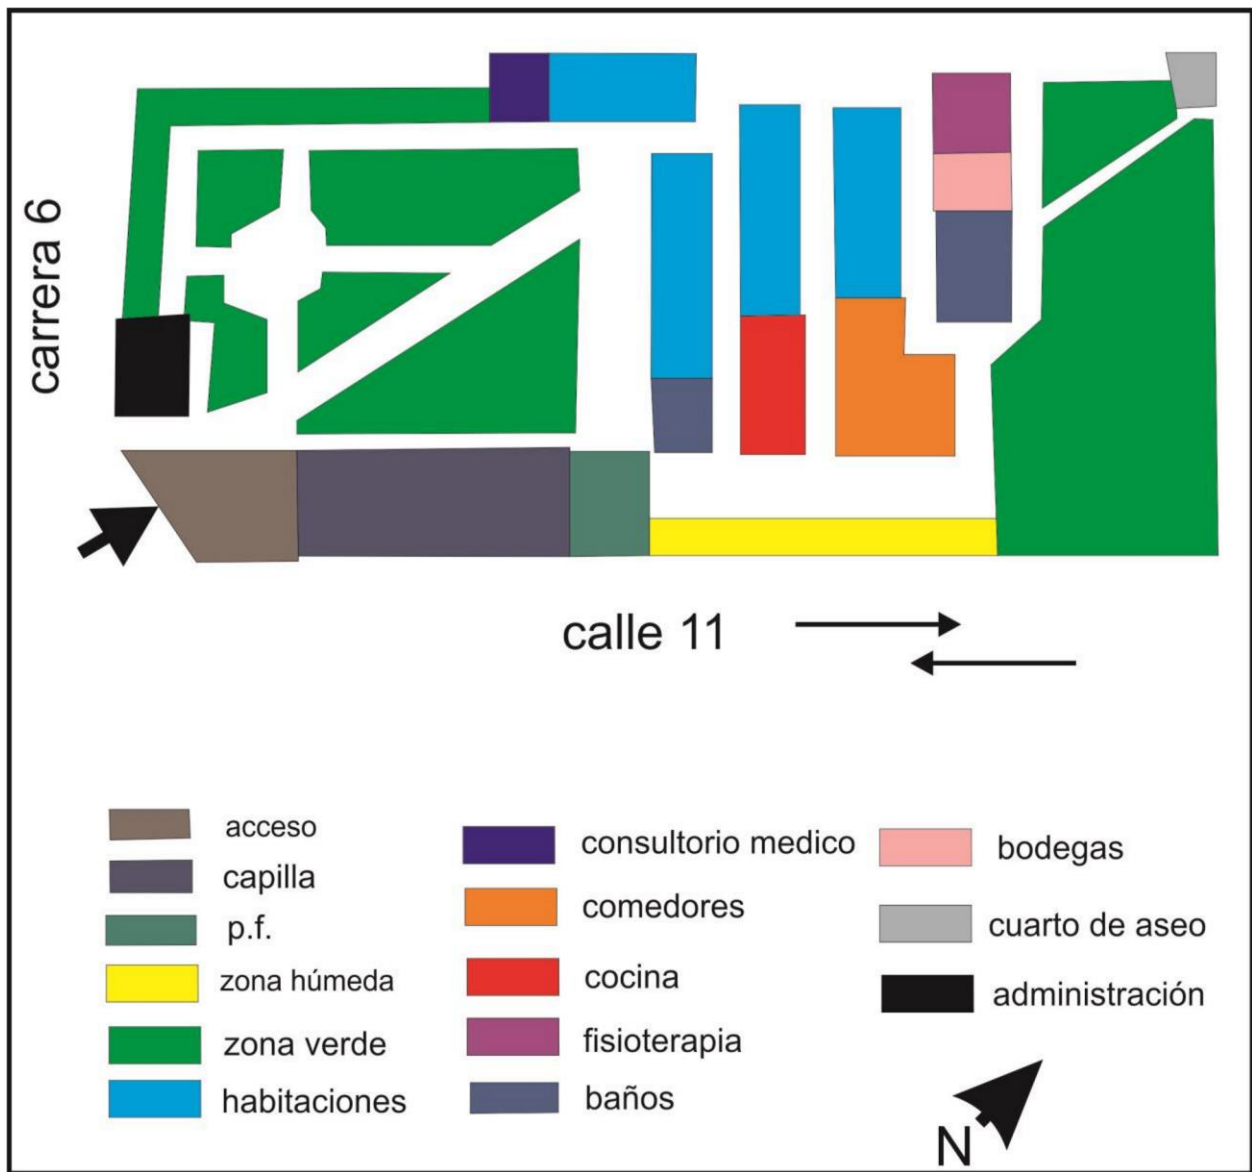 carrera 6
calle 11
acceso
capilla
p.f.
zona húmeda
zona verde
habitaciones
consultorio medico
comedores
cocina
fisioterapia
baños
bodegas
cuarto de aseo
administración
N